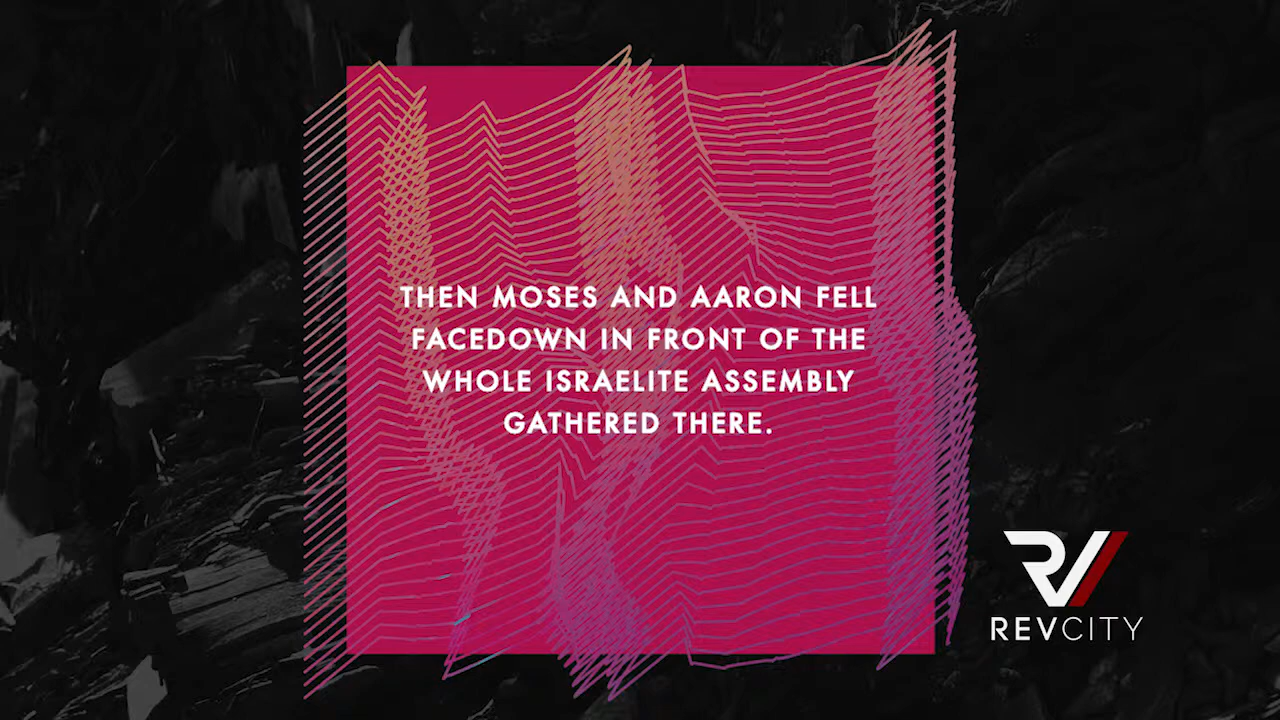 THEN MOSES AND AARON FELL
FACEDOWN IN FRONT OF THE
WHOLE ISRAELITE ASSEMBLY
GATHERED THERE.
RV
REVCITY